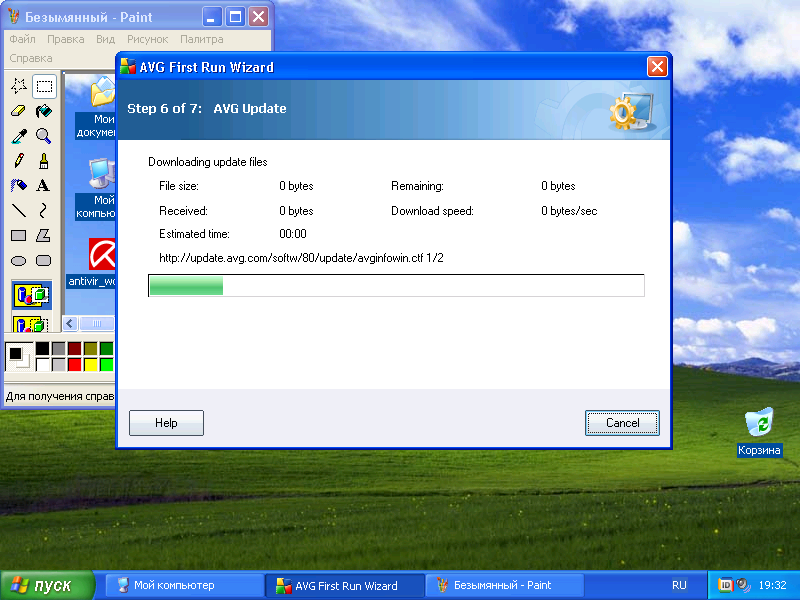 Безымянный - Paint
Файл Правка Вид Рисунок Палитра
Справка
Мои
Мой
antivir_wo
Для получения справ
AVG First Run Wizard
Step 6 of 7: AVG Update
Downloading update files
File size: 0 bytes Remaining: 0 bytes
Received: 0 bytes Download speed: 0 bytes/sec
Estimated time: 00:00
http://update.avg.com/softw/80/update/avginfowin.ctf 1/2
Help Cancel
Корзина
пуск Мой компьютер AVG First Run Wizard Безымянный - Paint RU ID 19:32